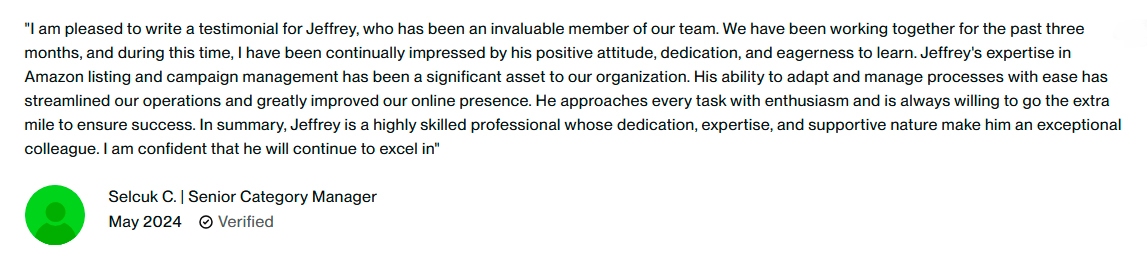 "I am pleased to write a testimonial for Jeffrey, who has been an invaluable member of our team. We have been working together for the past three
months, and during this time, I have been continually impressed by his positive attitude, dedication, and eagerness to learn. Jeffrey's expertise in
Amazon listing and campaign management has been a significant asset to our organization. His ability to adapt and manage processes with ease has
streamlined our operations and greatly improved our online presence. He approaches every task with enthusiasm and is always willing to go the extra
mile to ensure success. In summary, Jeffrey is a highly skilled professional whose dedication, expertise, and supportive nature make him an exceptional
colleague. I am confident that he will continue to excel in"
Selcuk C. | Senior Category Manager
May 2024 Verified